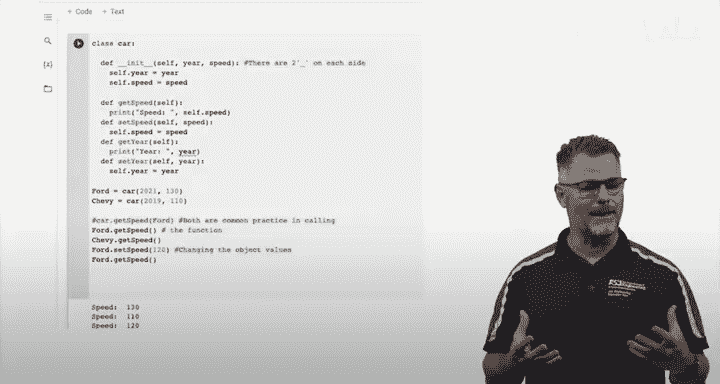 + Code + Text
class car:
def __init__(self, year, speed): #There are 2'_' on each side
self.year = year
self.speed = speed
def getSpeed(self):
print("Speed: ", self.speed)
def setSpeed(self, speed):
self.speed = speed
def getYear(self):
print("Year: ", year)
def setYear(self, year):
self.year = year
Ford = car(2021, 130)
Chevy = car(2019, 110)
#car.getSpeed(Ford) #Both are common practice in calling
Ford.getSpeed() # the function
Chevy.getSpeed()
Ford.setSpeed(120) #Changing the object values
Ford.getSpeed()
Speed: 130
Speed: 110
Speed: 120
{x}
ASU